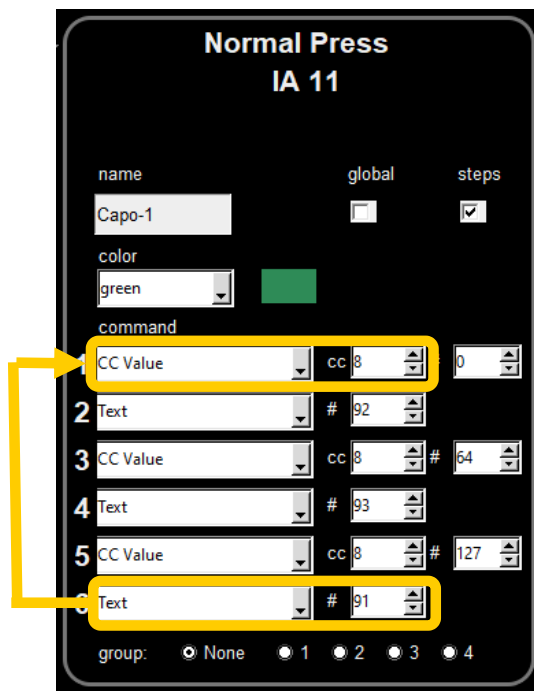 Normal Press
IA 11
name global steps
Capo-1
color
green
command
CC Value cc 8 0
2 Text # 92
3 CC Value cc 8 # 64
4 Text # 93
5 CC Value cc 8 # 127
Text # 91
group: None 1 2 3 4